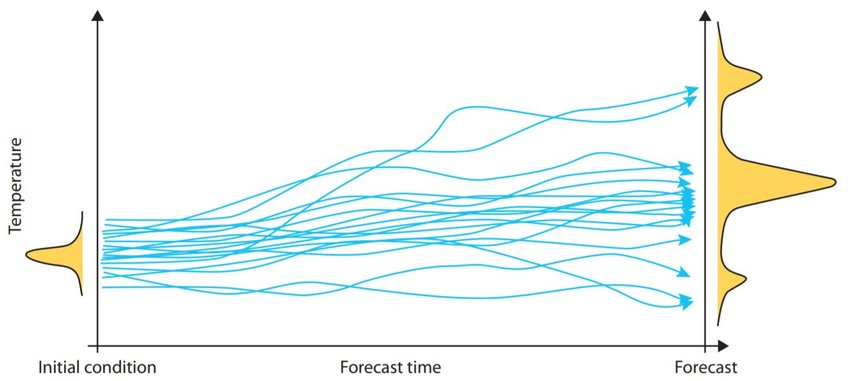 Temperature
Initial condition
Forecast time
Forecast